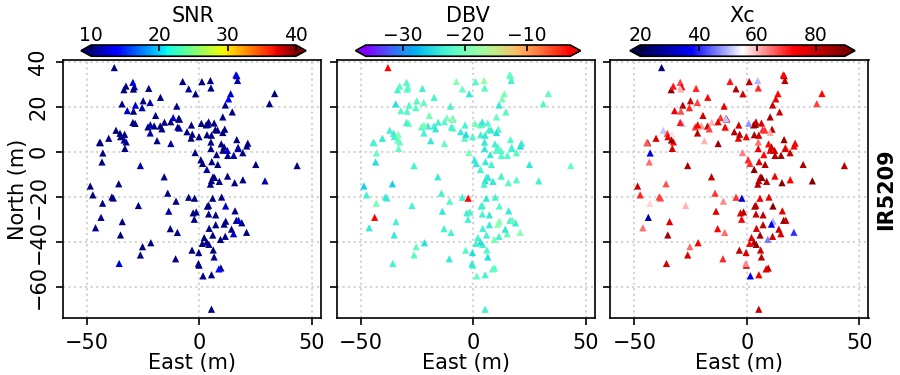 SNR DBV Xc
10 20 30 40 −30 −20 −10 20 40 60 80
40
20
0
−20
−40
−60
North (m)
IR5209
−50 0 50 −50 0 50 −50 0 50
East (m) East (m) East (m)